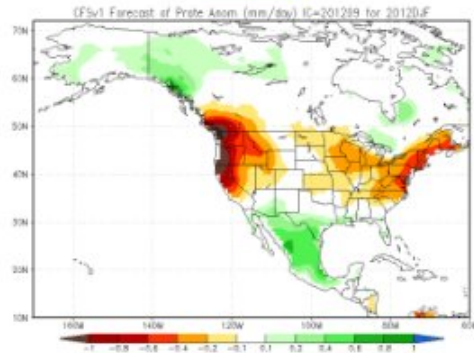 CFSv1 Forecast of Prate Anom (mm/day) IC=201209 for 2012DJF
70N
60N
50N
40N
30N
20N
10N
160W 140W 120W 100W 80W 60W
-1 -0.8 -0.6 -0.4 -0.2 -0.1 0.1 0.2 0.4 0.6 0.8 1